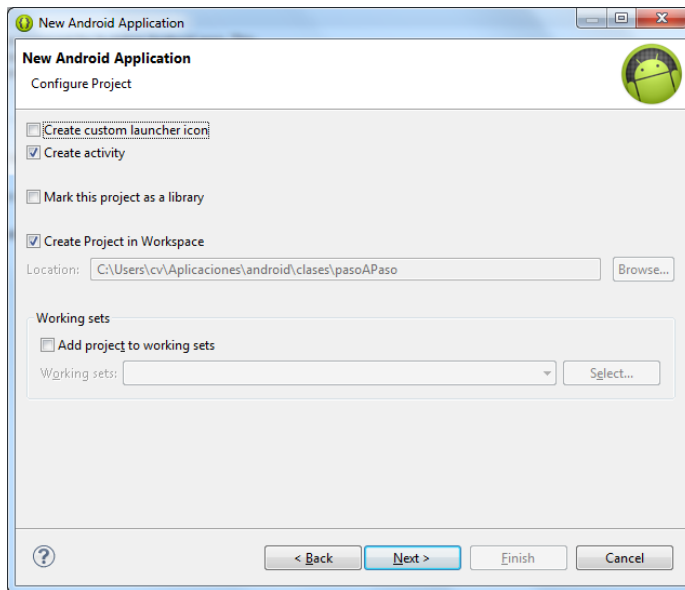 New Android Application
New Android Application
Configure Project
Create custom launcher icon
Create activity
Mark this project as a library
Create Project in Workspace
Location: C:\Users\cv\Aplicaciones\android\clases\pasoAPaso Browse...
Working sets
Add project to working sets
Working sets: Select...
? < Back Next > Finish Cancel